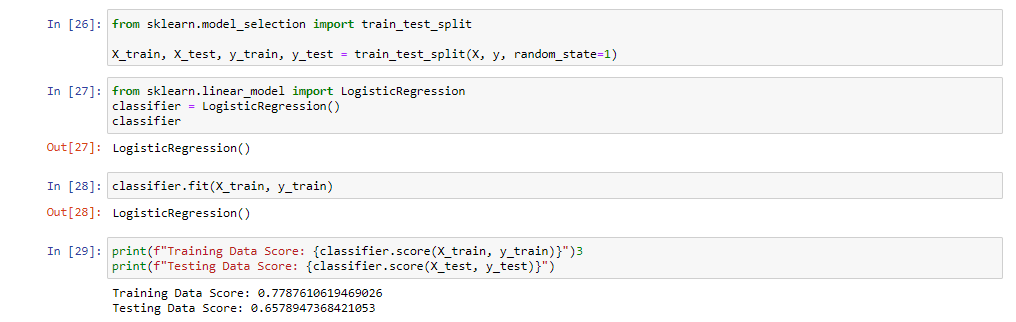 In [26]: from sklearn.model_selection import train_test_split
X_train, X_test, y_train, y_test = train_test_split(X, y, random_state=1)
In [27]: from sklearn.linear_model import LogisticRegression
classifier = LogisticRegression()
classifier
Out[27]: LogisticRegression()
In [28]: classifier.fit(X_train, y_train)
Out[28]: LogisticRegression()
In [29]: print(f"Training Data Score: {classifier.score(X_train, y_train)}")3
print(f"Testing Data Score: {classifier.score(X_test, y_test)}")
Training Data Score: 0.7787610619469026
Testing Data Score: 0.6578947368421053